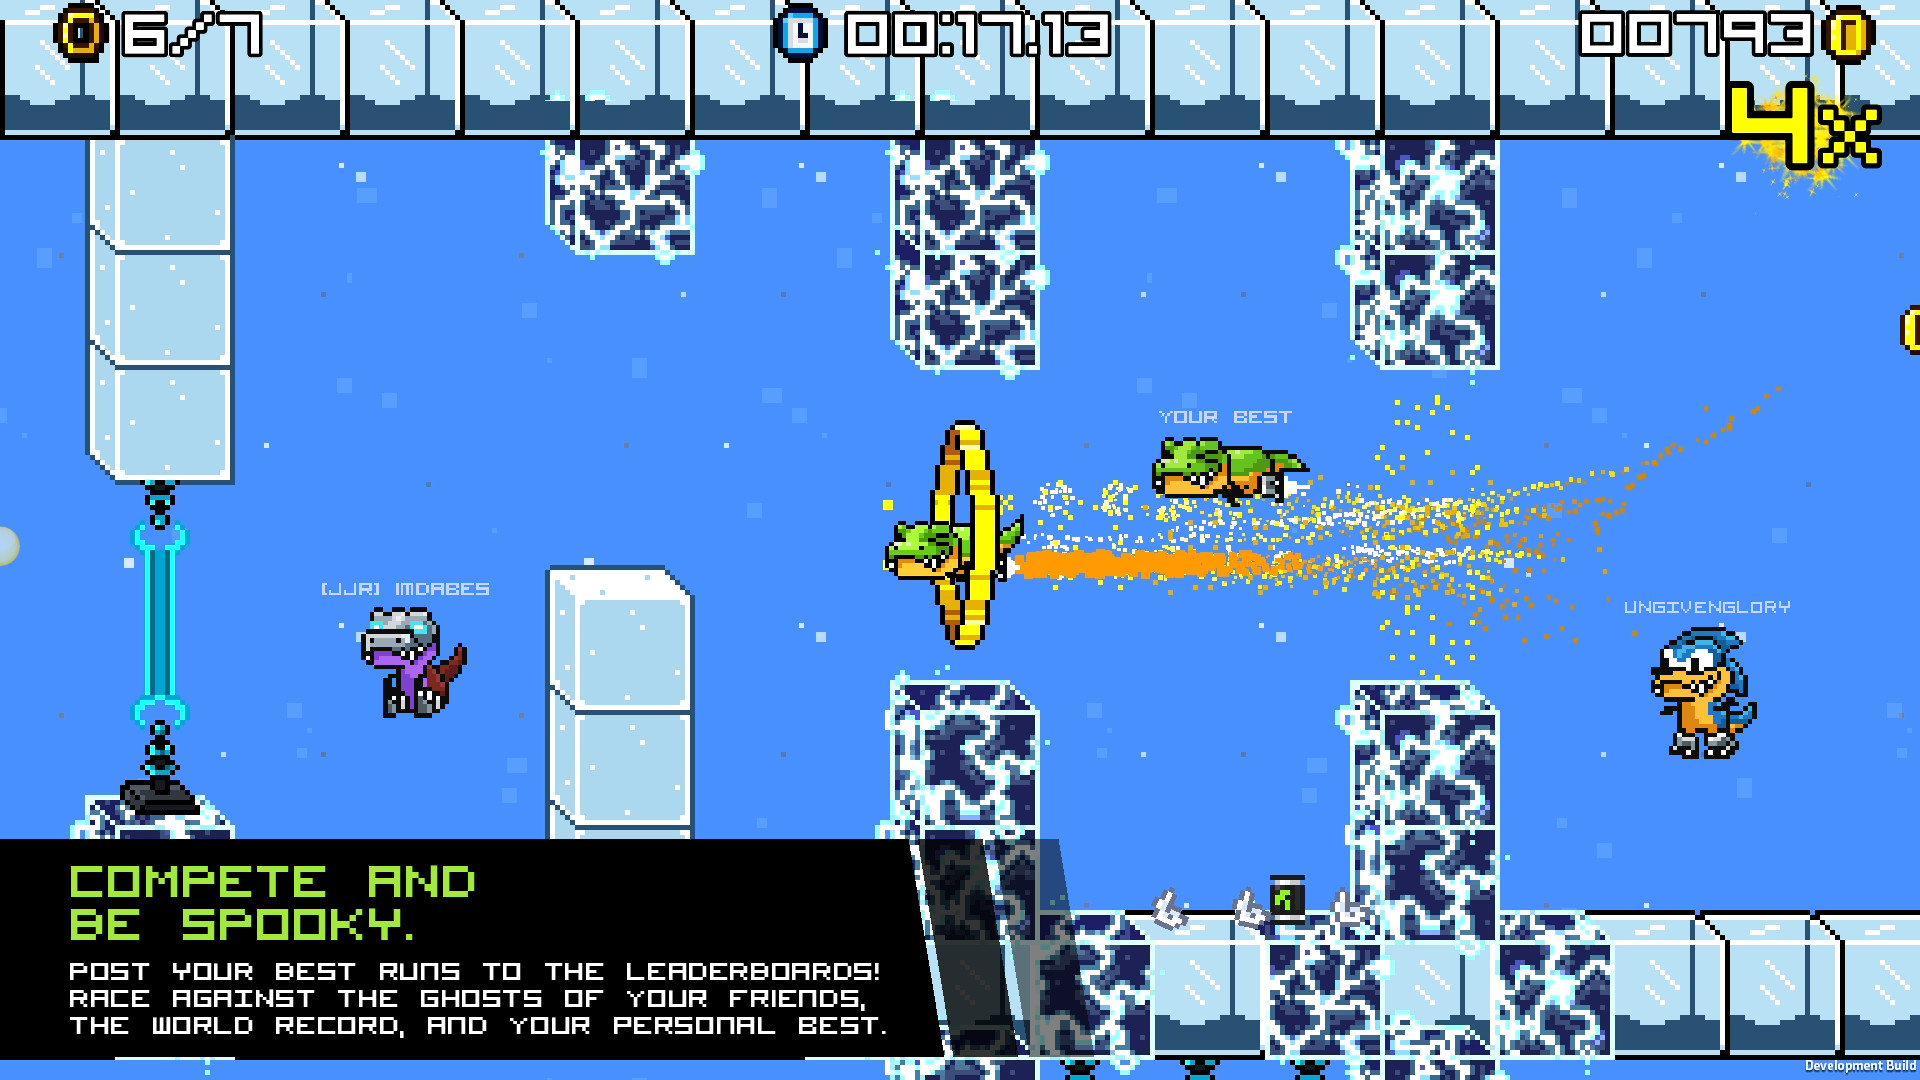 6/7
00:17.13
00793
4x
YOUR BEST
[JJR] IMDABES
UNGIVENGLORY
COMPETE AND
BE SPOOKY.
POST YOUR BEST RUNS TO THE LEADERBOARDS!
RACE AGAINST THE GHOSTS OF YOUR FRIENDS,
THE WORLD RECORD, AND YOUR PERSONAL BEST.
Development Build